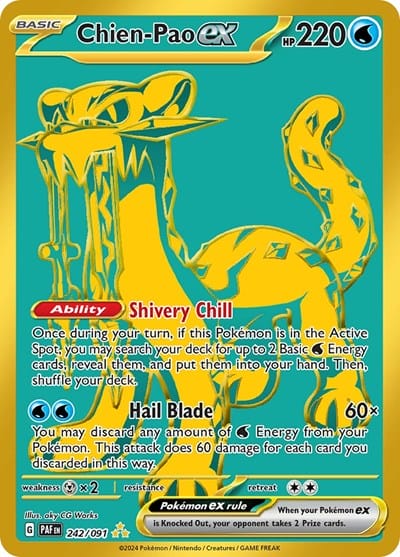 BASIC Chien-Pao ex HP 220
Ability Shivery Chill
Once during your turn, if this Pokémon is in the Active
Spot, you may search your deck for up to 2 Basic Energy
cards, reveal them, and put them into your hand. Then,
shuffle your deck.
Hail Blade 60×
You may discard any amount of Energy from your
Pokémon. This attack does 60 damage for each card you
discarded in this way.
weakness ×2 resistance retreat
Illus. aky CG Works
Pokémon ex rule When your Pokémon ex
is Knocked Out, your opponent takes 2 Prize cards.
G PAF EN 242/091
©2024 Pokémon / Nintendo / Creatures / GAME FREAK